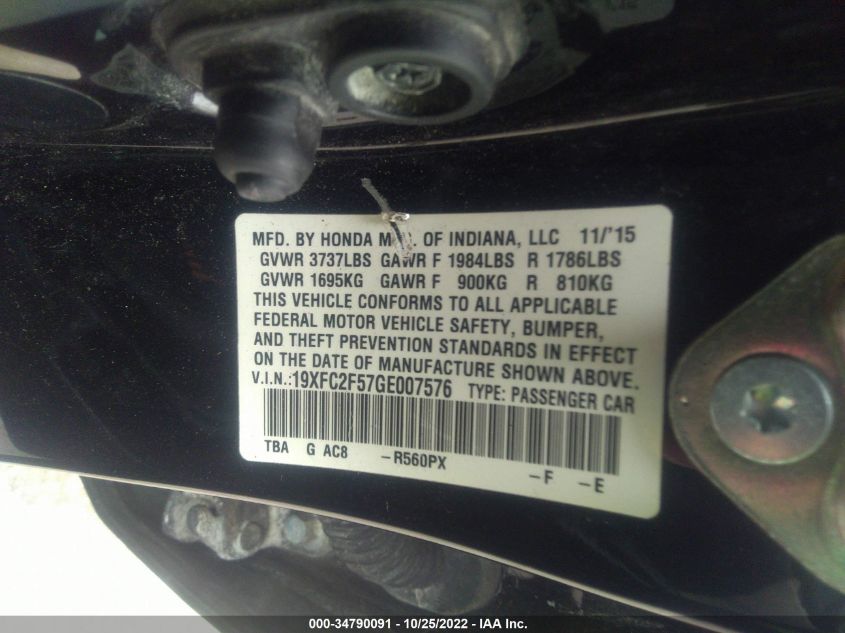 MFD. BY HONDA M OF INDIANA, LLC 11/'15
GVWR 3737LBS GAWR F 1984LBS R 1786LBS
GVWR 1695KG GAWR F 900KG R 810KG
THIS VEHICLE CONFORMS TO ALL APPLICABLE
FEDERAL MOTOR VEHICLE SAFETY, BUMPER,
AND THEFT PREVENTION STANDARDS IN EFFECT
ON THE DATE OF MANUFACTURE SHOWN ABOVE.
V.I.N.:19XFC2F57GE007576 TYPE: PASSENGER CAR
TBA G AC8 -R560PX -F -E
000-34790091 - 10/25/2022 - IAA Inc.